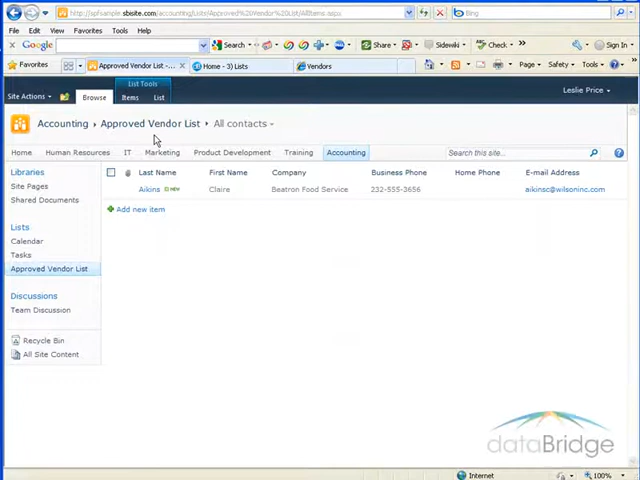 http://spfsample.sbisite.com/accounting/Lists/Approved%20Vendor%20List/AllItems.aspx
Bing
File Edit View Favorites Tools Help
Google Search Share Sidewiki Check Sign In
Favorites Approved Vendor List -... Home - 3) Lists Vendors
Page Safety Tools
List Tools
Site Actions Browse Items List Leslie Price
Accounting Approved Vendor List All contacts
Home Human Resources IT Marketing Product Development Training Accounting Search this site...
Libraries
Site Pages
Shared Documents
Lists
Calendar
Tasks
Approved Vendor List
Discussions
Team Discussion
Recycle Bin
All Site Content
Last Name First Name Company Business Phone Home Phone E-mail Address
Aikins NEW Claire Beatron Food Service 232-555-3656 aikinsc@wilsoninc.com
Add new item
dataBridge
Internet 100%